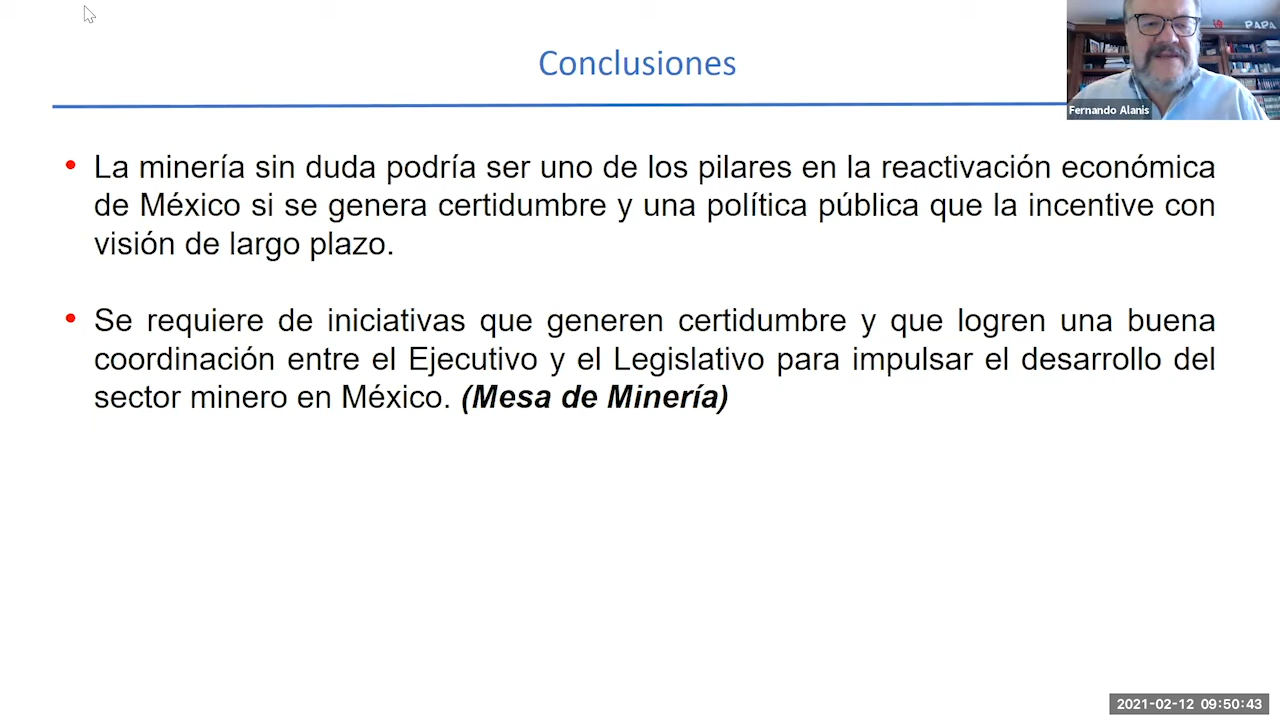 Conclusiones
PAPA
Fernando Alanis
• La minería sin duda podría ser uno de los pilares en la reactivación económica
de México si se genera certidumbre y una política pública que la incentive con
visión de largo plazo.
• Se requiere de iniciativas que generen certidumbre y que logren una buena
coordinación entre el Ejecutivo y el Legislativo para impulsar el desarrollo del
sector minero en México. (Mesa de Minería)
2021-02-12 09:50:43